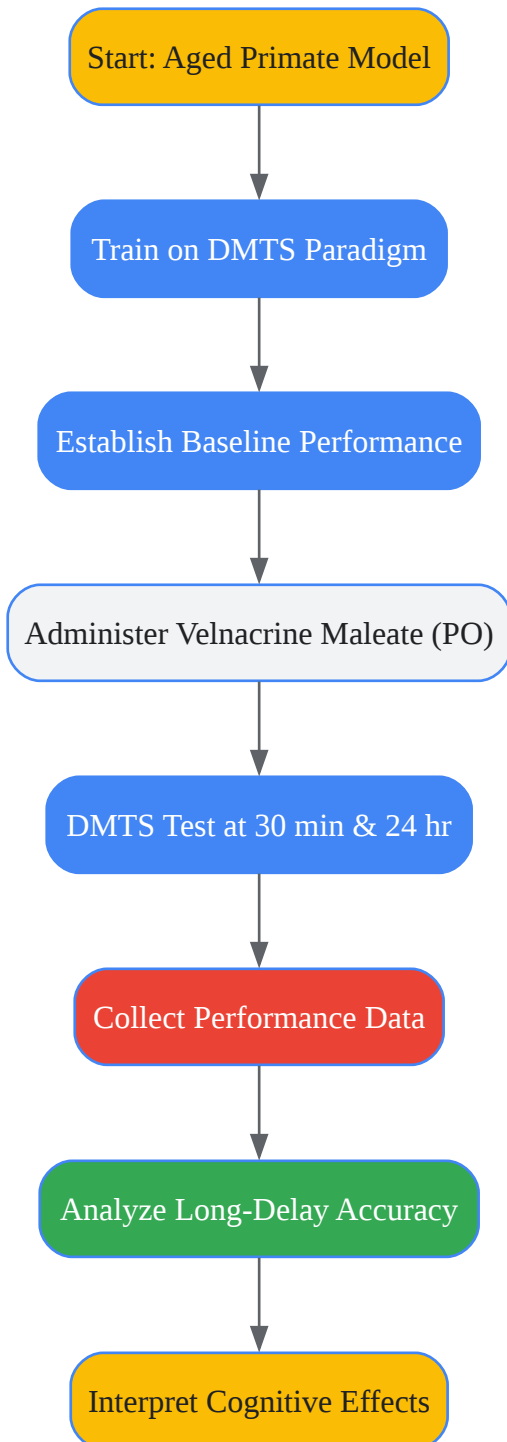 Start: Aged Primate Model
Train on DMTS Paradigm
Establish Baseline Performance
Administer Velnacrine Maleate (PO)
DMTS Test at 30 min & 24 hr
Collect Performance Data
Analyze Long-Delay Accuracy
Interpret Cognitive Effects